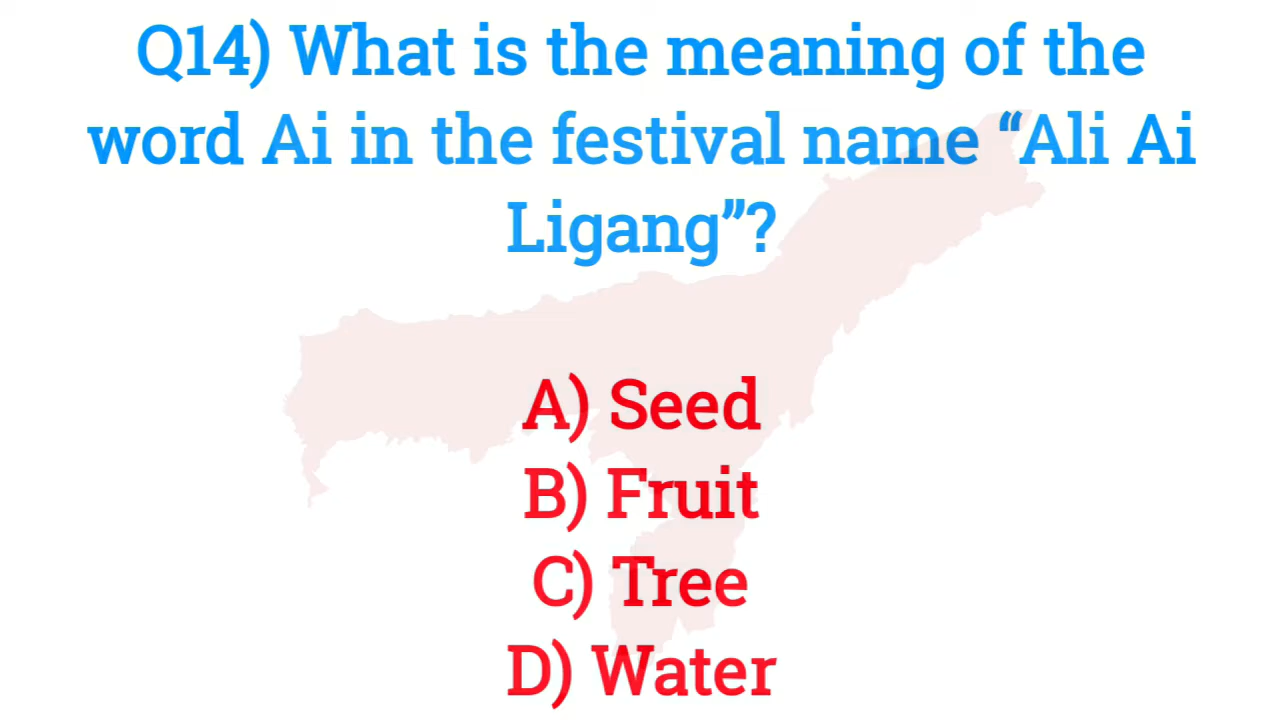 Q14) What is the meaning of the
word Ai in the festival name “Ali Ai
Ligang”?
A) Seed
B) Fruit
C) Tree
D) Water